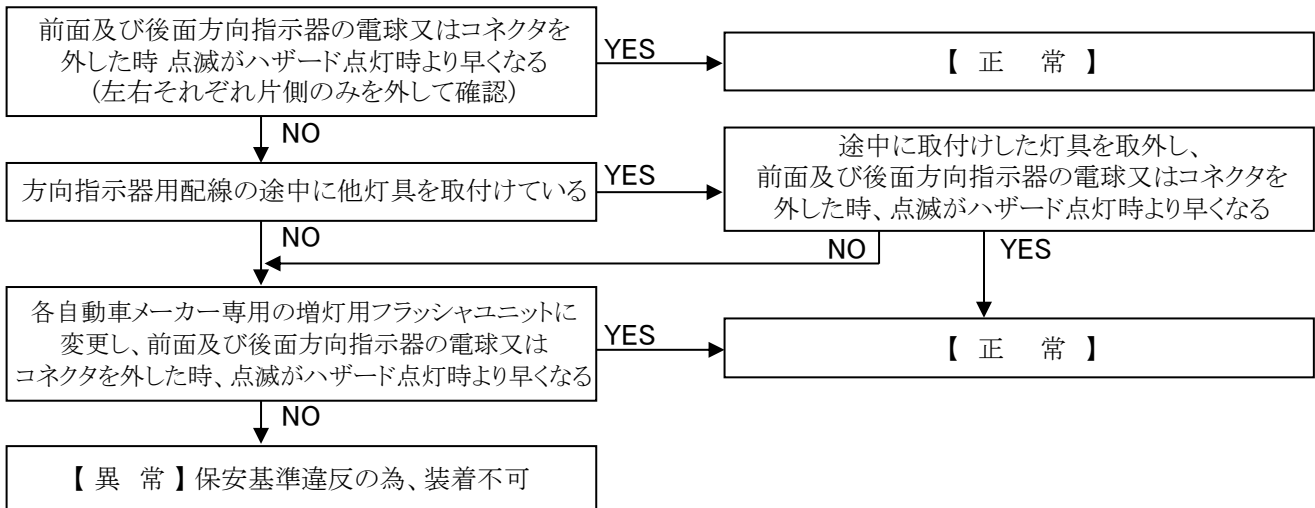 前面及び後面方向指示器の電球又はコネクタを
外した時 点滅がハザード点灯時より早くなる
(左右それぞれ片側のみを外して確認)
YES
【 正 常 】
NO
方向指示器用配線の途中に他灯具を取付けている
YES
途中に取付けした灯具を取外し、
前面及び後面方向指示器の電球又はコネクタを
外した時、点滅がハザード点灯時より早くなる
NO
NO
YES
各自動車メーカー専用の増灯用フラッシャユニットに
変更し、前面及び後面方向指示器の電球又は
コネクタを外した時、点滅がハザード点灯時より早くなる
YES
【 正 常 】
NO
【 異 常 】保安基準違反の為、装着不可